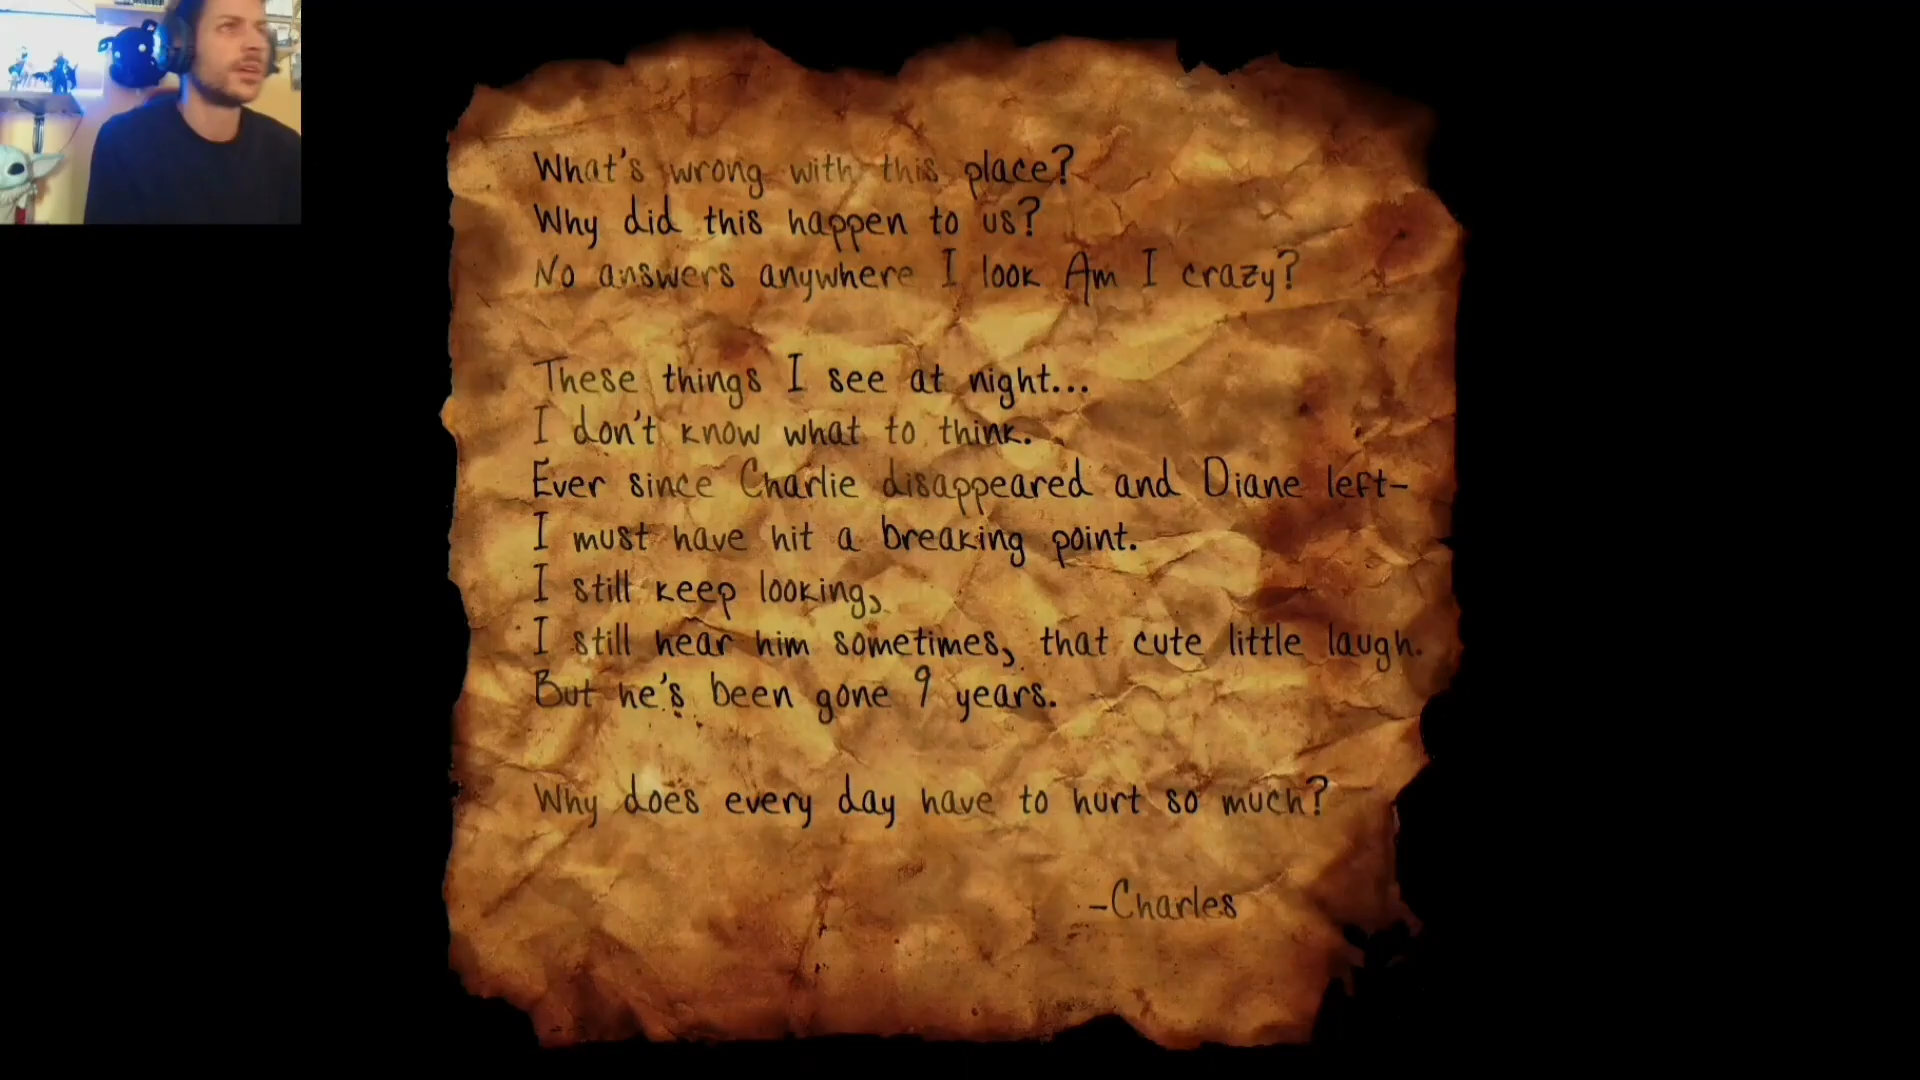 What's wrong with this place?
Why did this happen to us?
No answers anywhere I look Am I crazy?
These things I see at night...
I don't know what to think.
Ever since Charlie disappeared and Diane left-
I must have hit a breaking point.
I still keep looking,
I still hear him sometimes, that cute little laugh.
But he's been gone 9 years.
Why does every day have to hurt so much?
-Charles